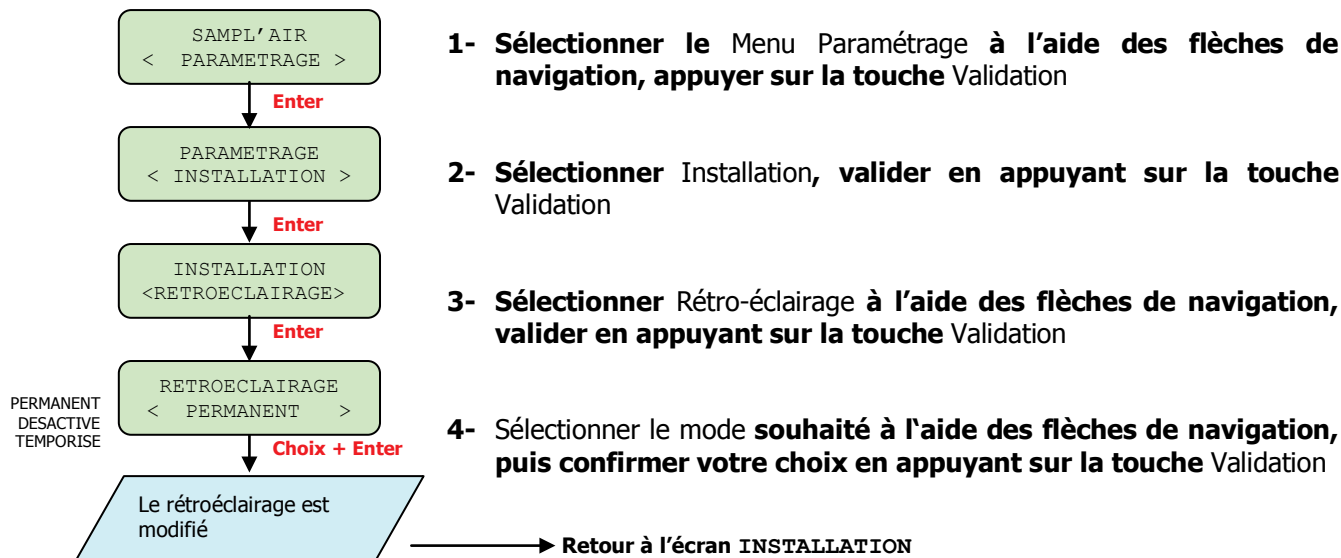 SAMPL’AIR
< PARAMETRAGE >
Enter
PARAMETRAGE
< INSTALLATION >
Enter
INSTALLATION
<RETROECLAIRAGE>
Enter
RETROECLAIRAGE
< PERMANENT >
PERMANENT
DESACTIVE
TEMPORISE
Choix + Enter
Le rétroéclairage est
modifié
Retour à l’écran INSTALLATION
1- Sélectionner le Menu Paramétrage à l’aide des flèches de
navigation, appuyer sur la touche Validation
2- Sélectionner Installation, valider en appuyant sur la touche
Validation
3- Sélectionner Rétro-éclairage à l’aide des flèches de navigation,
valider en appuyant sur la touche Validation
4- Sélectionner le mode souhaité à l‘aide des flèches de navigation,
puis confirmer votre choix en appuyant sur la touche Validation